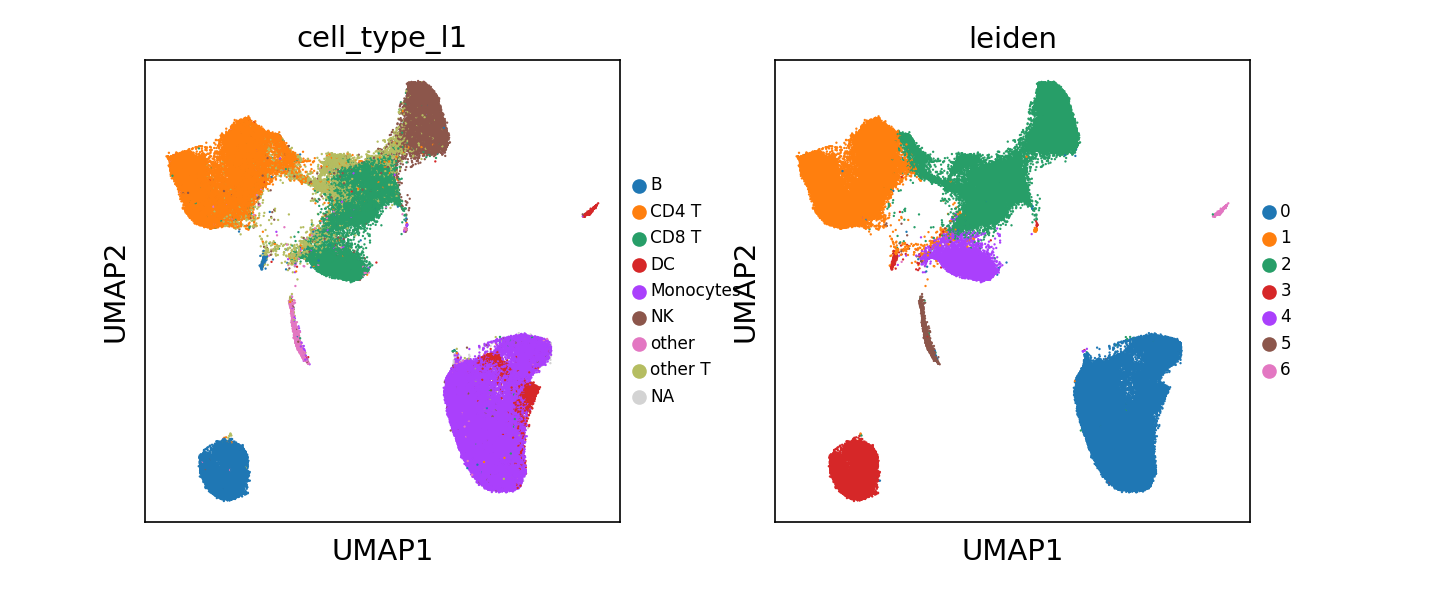 cell_type_l1
UMAP2
UMAP1
B
CD4 T
CD8 T
DC
Monocytes
NK
other
other T
NA
leiden
UMAP2
UMAP1
0
1
2
3
4
5
6